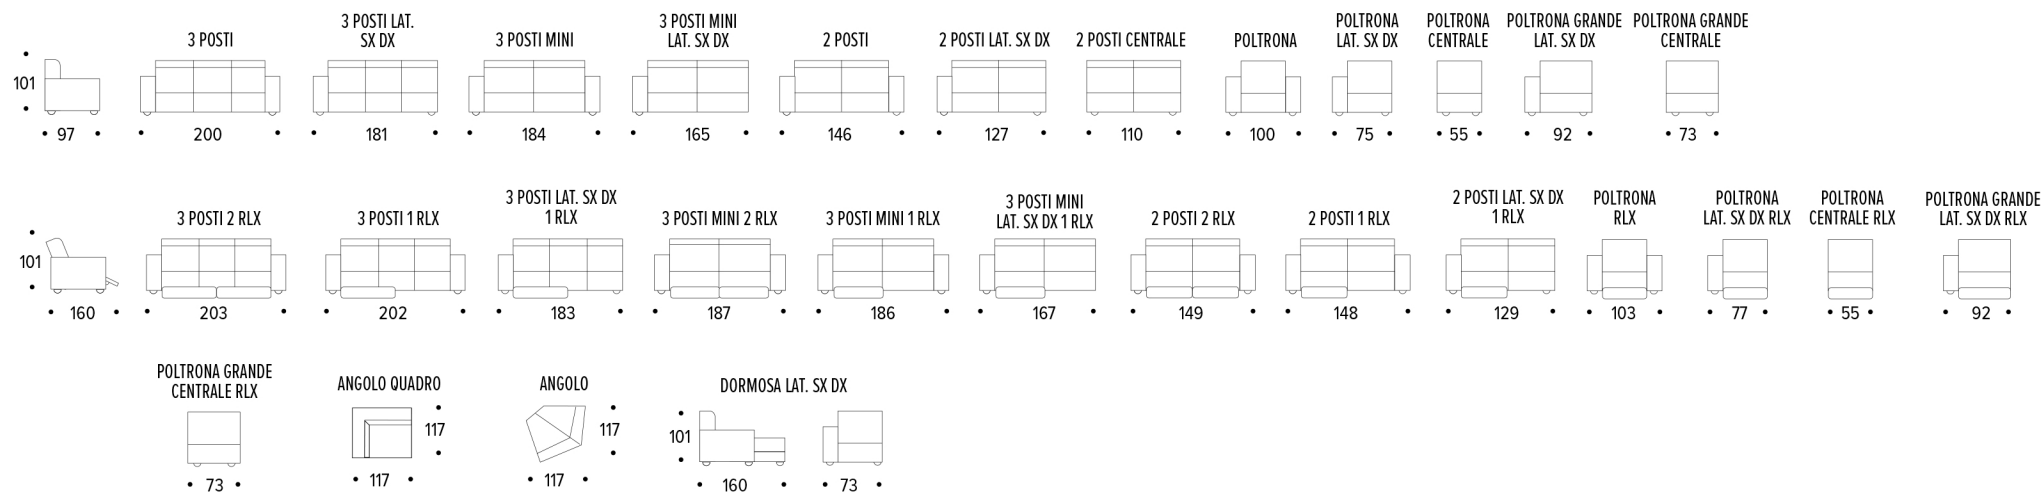 3 POSTI
3 POSTI LAT.
SX DX
3 POSTI MINI
3 POSTI MINI
LAT. SX DX
2 POSTI
2 POSTI LAT. SX DX
2 POSTI CENTRALE
POLTRONA
POLTRONA
LAT. SX DX
POLTRONA
CENTRALE
POLTRONA GRANDE
LAT. SX DX
POLTRONA GRANDE
CENTRALE
101
97
200
181
184
165
146
127
110
100
75
55
92
73
3 POSTI 2 RLX
3 POSTI 1 RLX
3 POSTI LAT. SX DX
1 RLX
3 POSTI MINI 2 RLX
3 POSTI MINI 1 RLX
3 POSTI MINI
LAT. SX DX 1 RLX
2 POSTI 2 RLX
2 POSTI 1 RLX
2 POSTI LAT. SX DX
1 RLX
POLTRONA
RLX
POLTRONA
LAT. SX DX RLX
POLTRONA
CENTRALE RLX
POLTRONA GRANDE
LAT. SX DX RLX
101
160
203
202
183
187
186
167
149
148
129
103
77
55
92
POLTRONA GRANDE
CENTRALE RLX
73
ANGOLO QUADRO
117
117
ANGOLO
117
117
DORMOSA LAT. SX DX
101
160
73